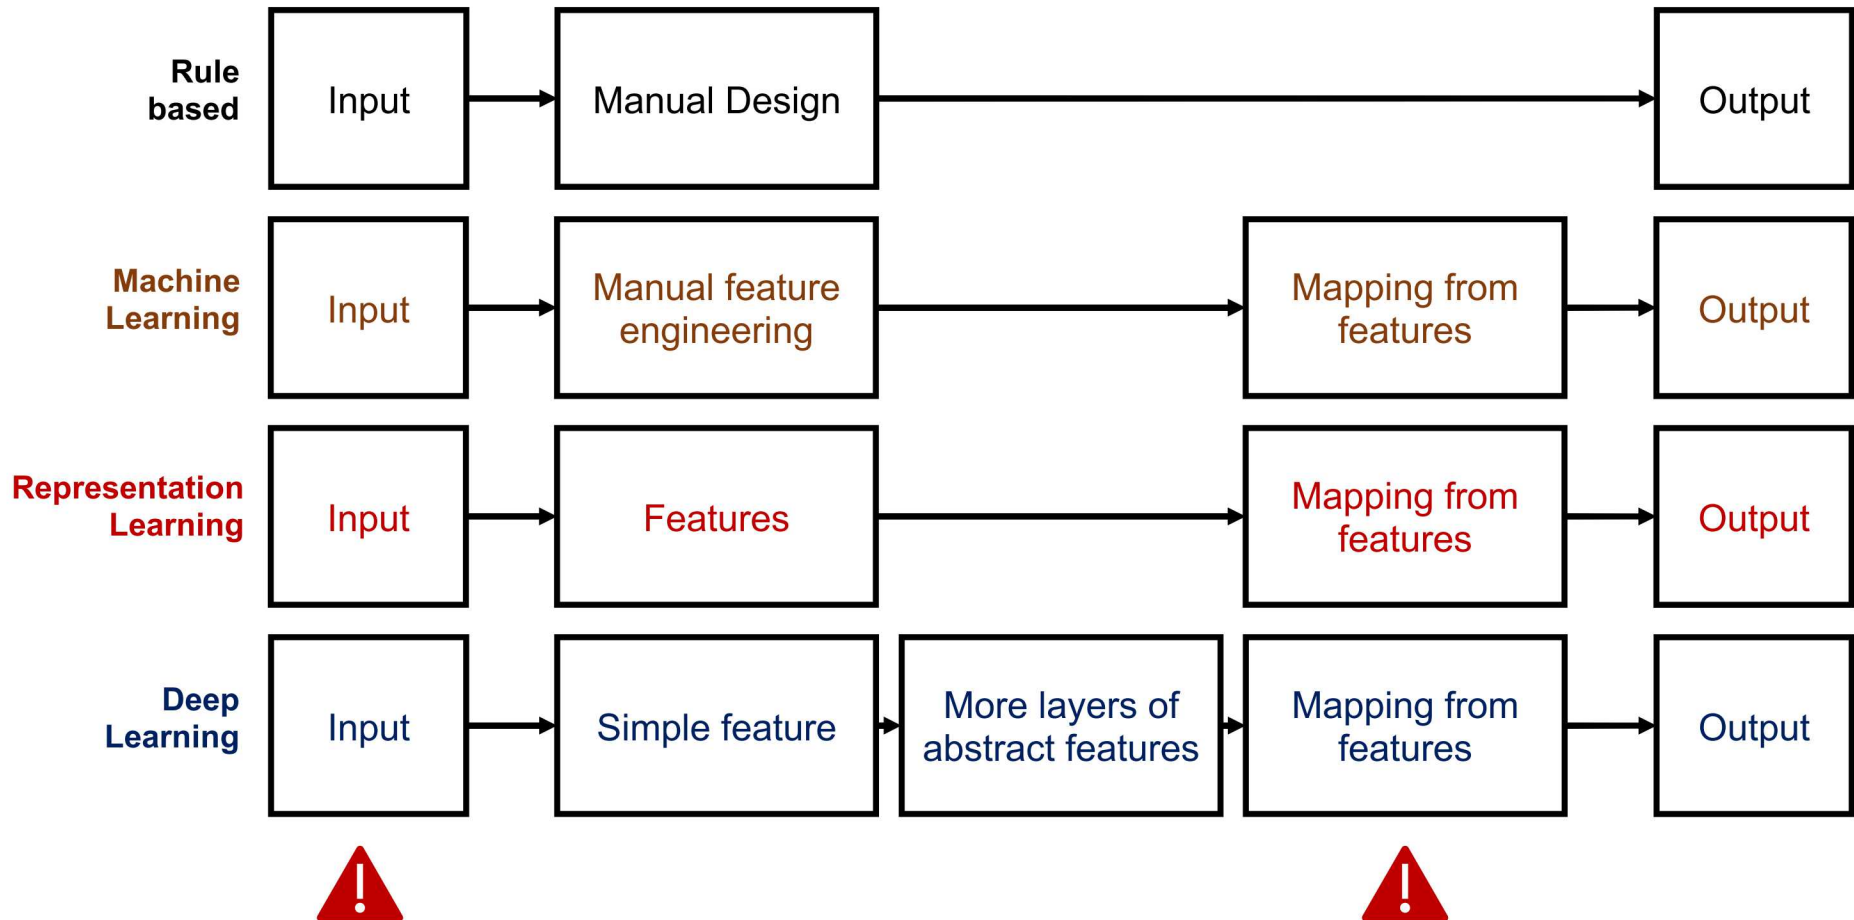 Rule
based
Input
Manual Design
Output
Machine
Learning
Input
Manual feature
engineering
Mapping from
features
Output
Representation
Learning
Input
Features
Mapping from
features
Output
Deep
Learning
Input
Simple feature
More layers of
abstract features
Mapping from
features
Output
!
!